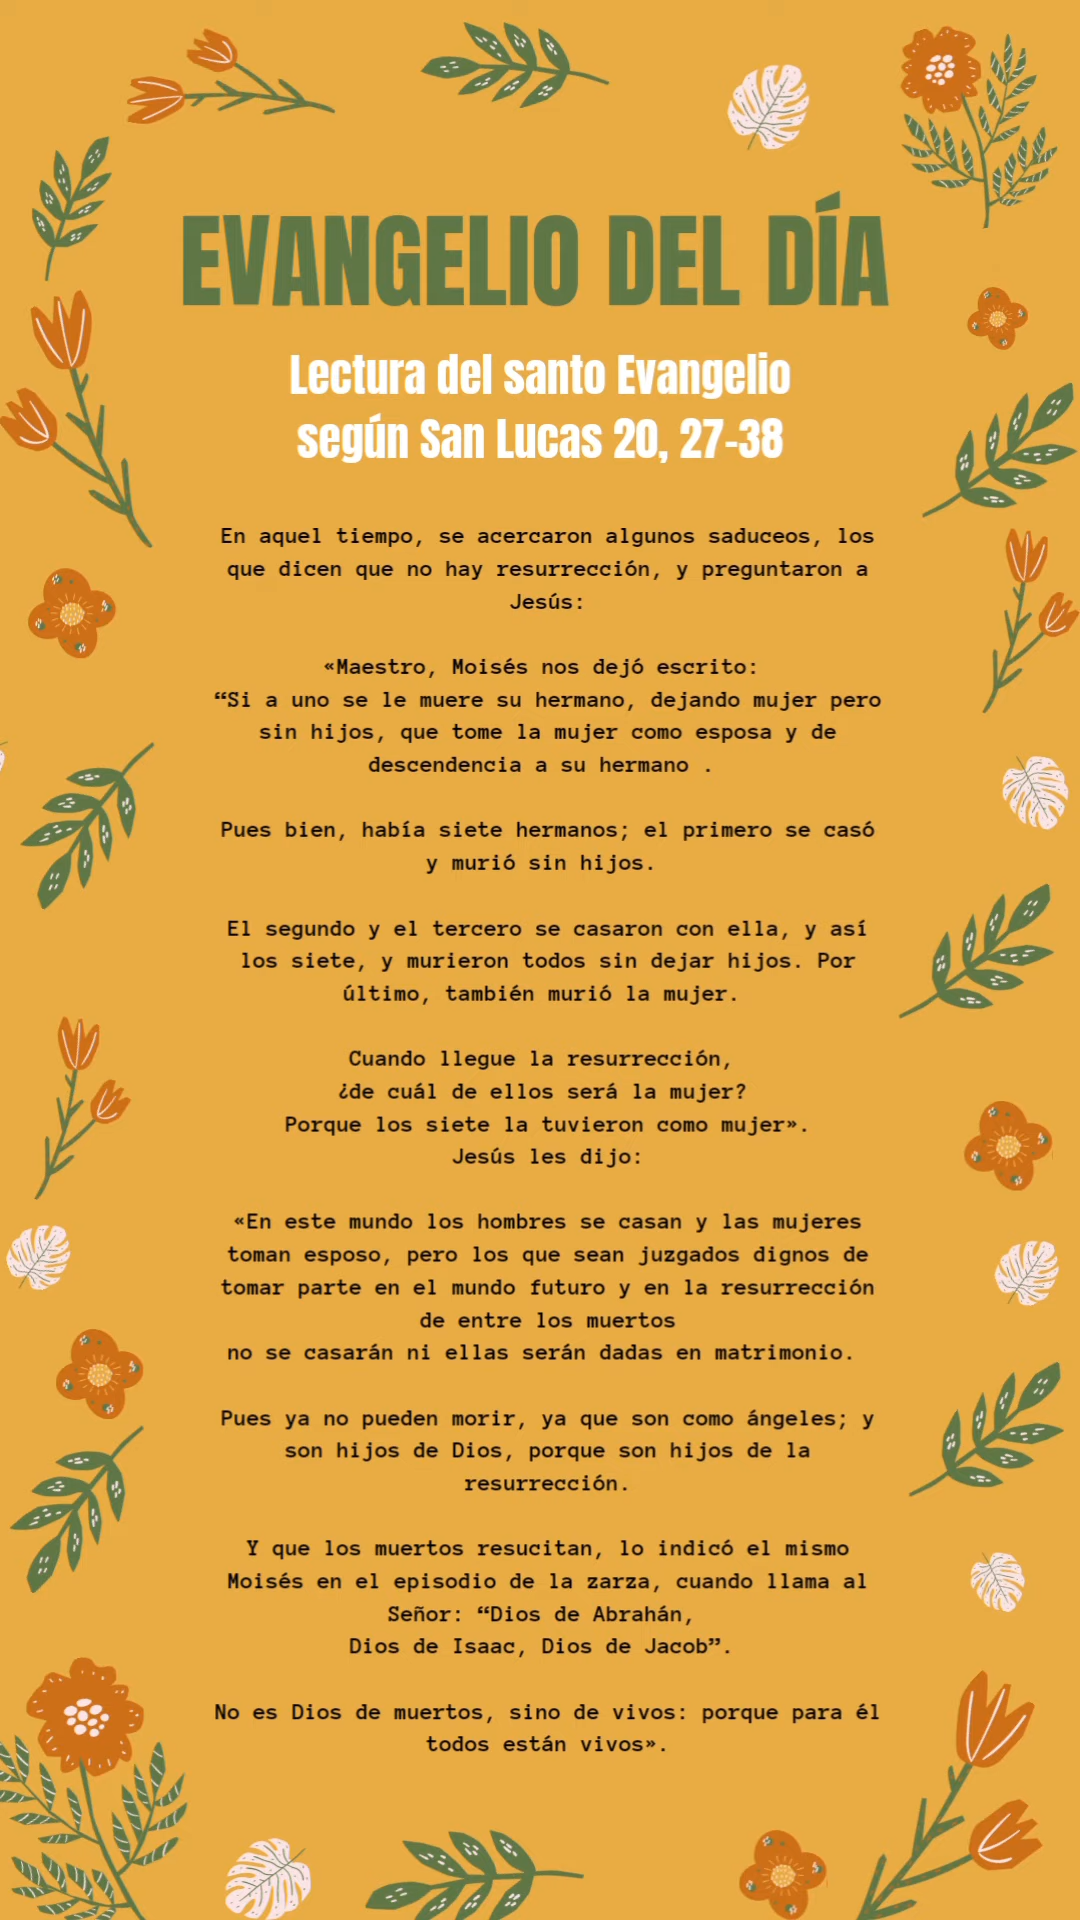 EVANGELIO DEL DÍA
Lectura del santo Evangelio
según San Lucas 20, 27-38
En aquel tiempo, se acercaron algunos saduceos, los
que dicen que no hay resurrección, y preguntaron a
Jesús:
«Maestro, Moisés nos dejó escrito:
“Si a uno se le muere su hermano, dejando mujer pero
sin hijos, que tome la mujer como esposa y de
descendencia a su hermano .
Pues bien, había siete hermanos; el primero se casó
y murió sin hijos.
El segundo y el tercero se casaron con ella, y así
los siete, y murieron todos sin dejar hijos. Por
último, también murió la mujer.
Cuando llegue la resurrección,
¿de cuál de ellos será la mujer?
Porque los siete la tuvieron como mujer».
Jesús les dijo:
«En este mundo los hombres se casan y las mujeres
toman esposo, pero los que sean juzgados dignos de
tomar parte en el mundo futuro y en la resurrección
de entre los muertos
no se casarán ni ellas serán dadas en matrimonio.
Pues ya no pueden morir, ya que son como ángeles; y
son hijos de Dios, porque son hijos de la
resurrección.
Y que los muertos resucitan, lo indicó el mismo
Moisés en el episodio de la zarza, cuando llama al
Señor: “Dios de Abrahán,
Dios de Isaac, Dios de Jacob”.
No es Dios de muertos, sino de vivos: porque para él
todos están vivos».